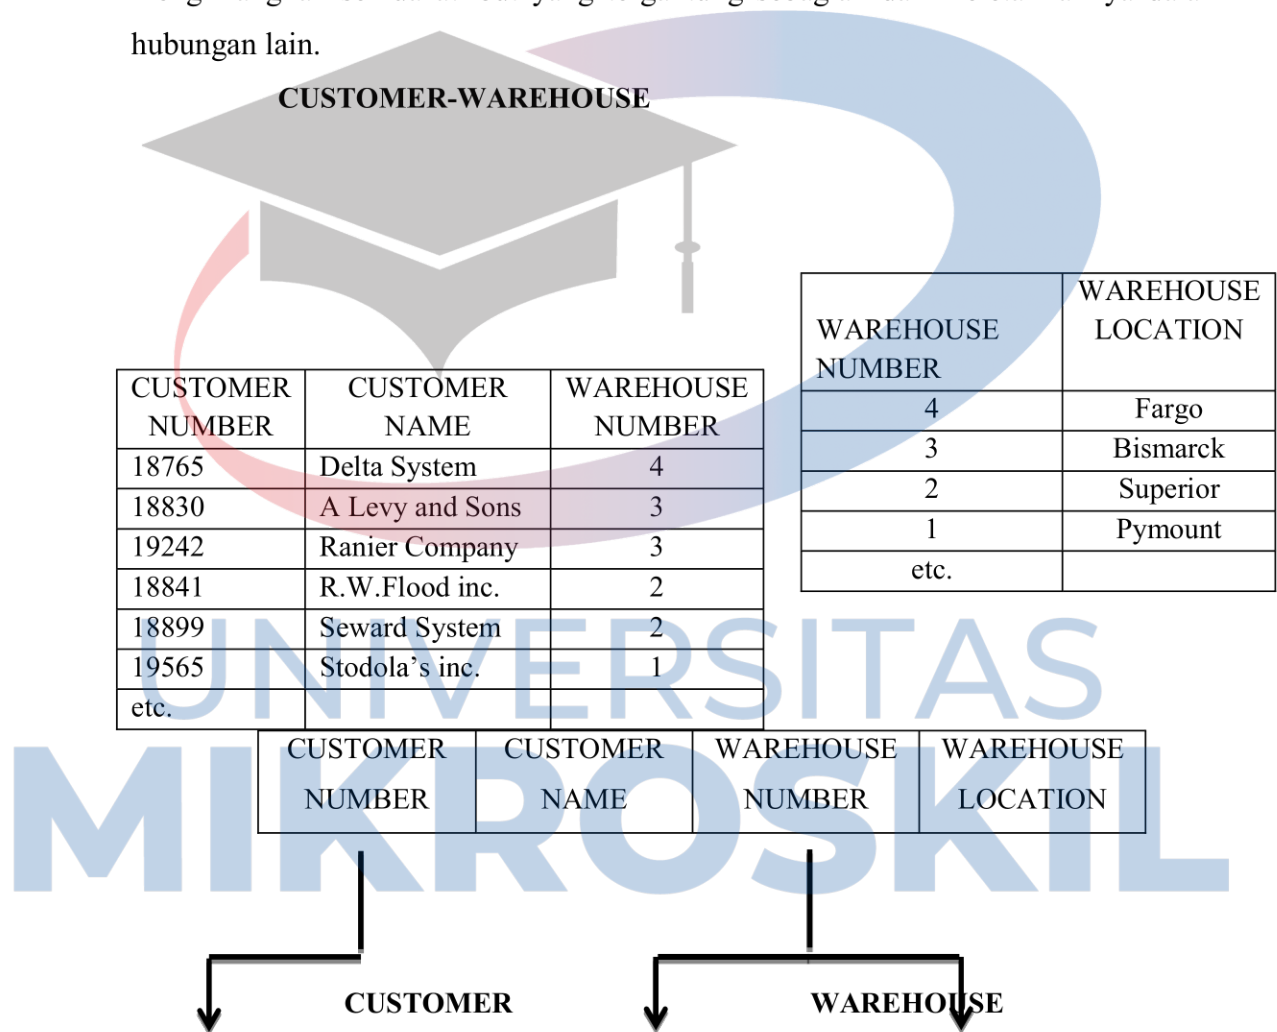 hubungan lain.
CUSTOMER-WAREHOUSE
WAREHOUSE NUMBER WAREHOUSE LOCATION
4 Fargo
3 Bismarck
2 Superior
1 Pymount
etc.
CUSTOMER NUMBER CUSTOMER NAME WAREHOUSE NUMBER
18765 Delta System 4
18830 A Levy and Sons 3
19242 Ranier Company 3
18841 R.W.Flood inc. 2
18899 Seward System 2
19565 Stodola’s inc. 1
etc.
CUSTOMER NUMBER CUSTOMER NAME WAREHOUSE NUMBER WAREHOUSE LOCATION
CUSTOMER WAREHOUSE
UNIVERSITAS
MIKROSKIL